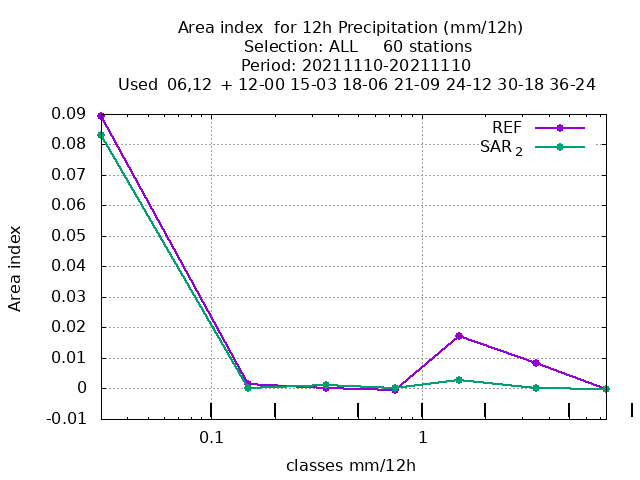 Area index  for 12h Precipitation (mm/12h)
Selection: ALL     60 stations
Period: 20211110-20211110
Used  06,12  + 12-00 15-03 18-06 21-09 24-12 30-18 36-24
REF
SAR 2
0.09
0.08
0.07
0.06
0.05
0.04
0.03
0.02
0.01
0
-0.01
Area index
0.1 1
classes mm/12h